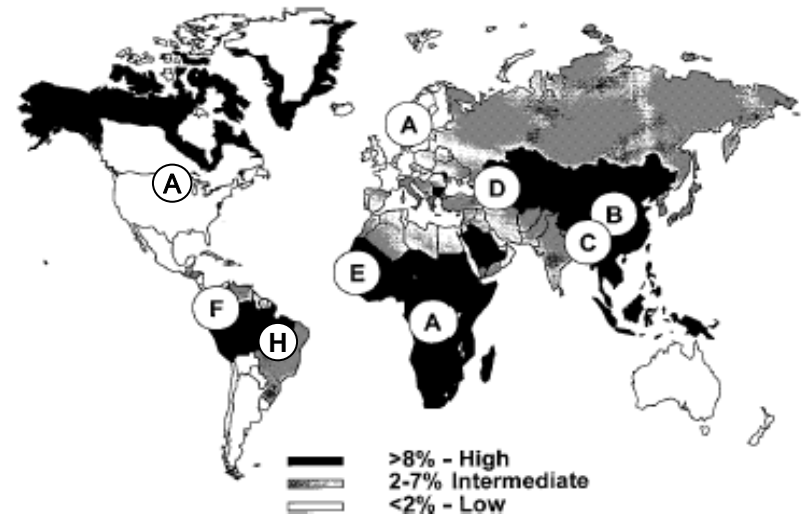 A
A
D
B
C
E
F
A
H
>8% - High
2-7% Intermediate
<2% - Low